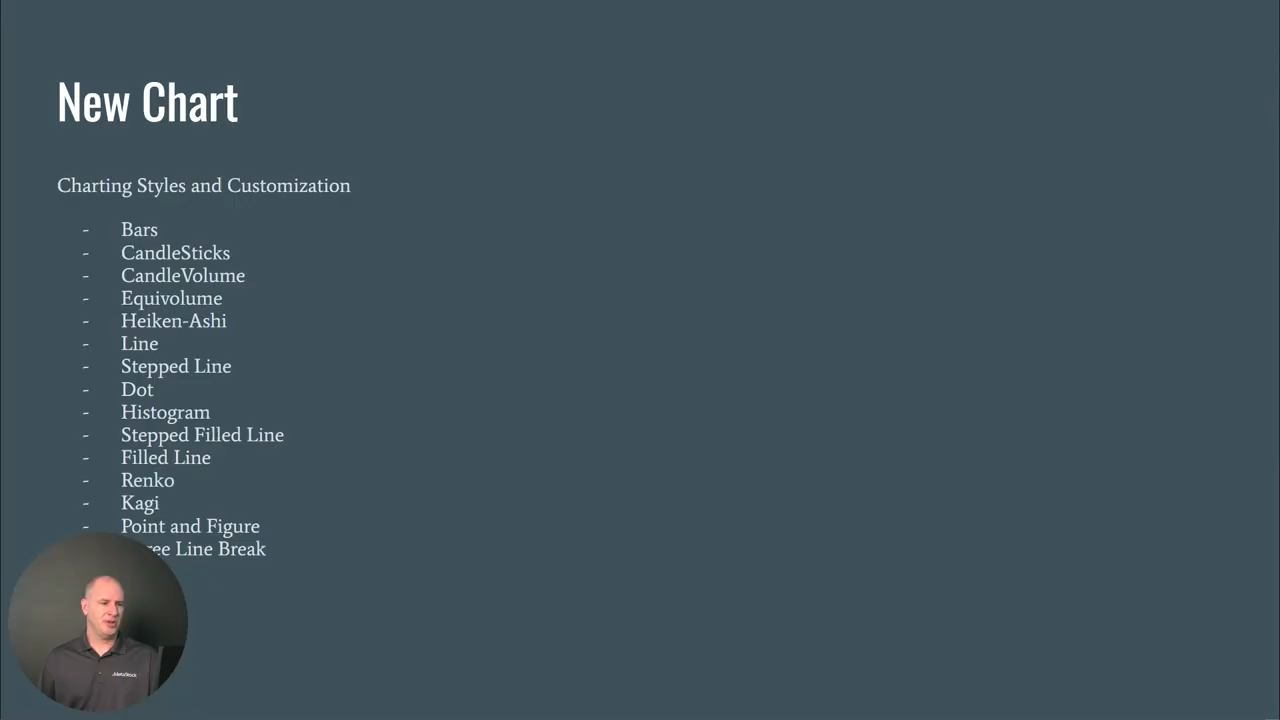 New Chart
Charting Styles and Customization
- Bars
- CandleSticks
- CandleVolume
- Equivolume
- Heiken-Ashi
- Line
- Stepped Line
- Dot
- Histogram
- Stepped Filled Line
- Filled Line
- Renko
- Kagi
- Point and Figure
Line Break
MetaStock